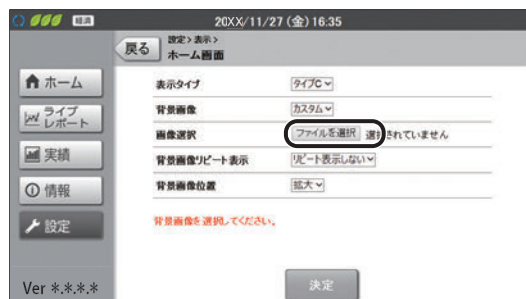 経済
20XX/11/27 (金) 16:35
戻る
設定 > 表示 >
ホーム画面
ホーム
ライブ
レポート
実績
情報
設定
Ver *.*.*.*
表示タイプ タイプC
背景画像 カスタム
画像選択 ファイルを選択 選択されていません
背景画像リピート表示 リピート表示しない
背景画像位置 拡大
背景画像を選択してください。
決定